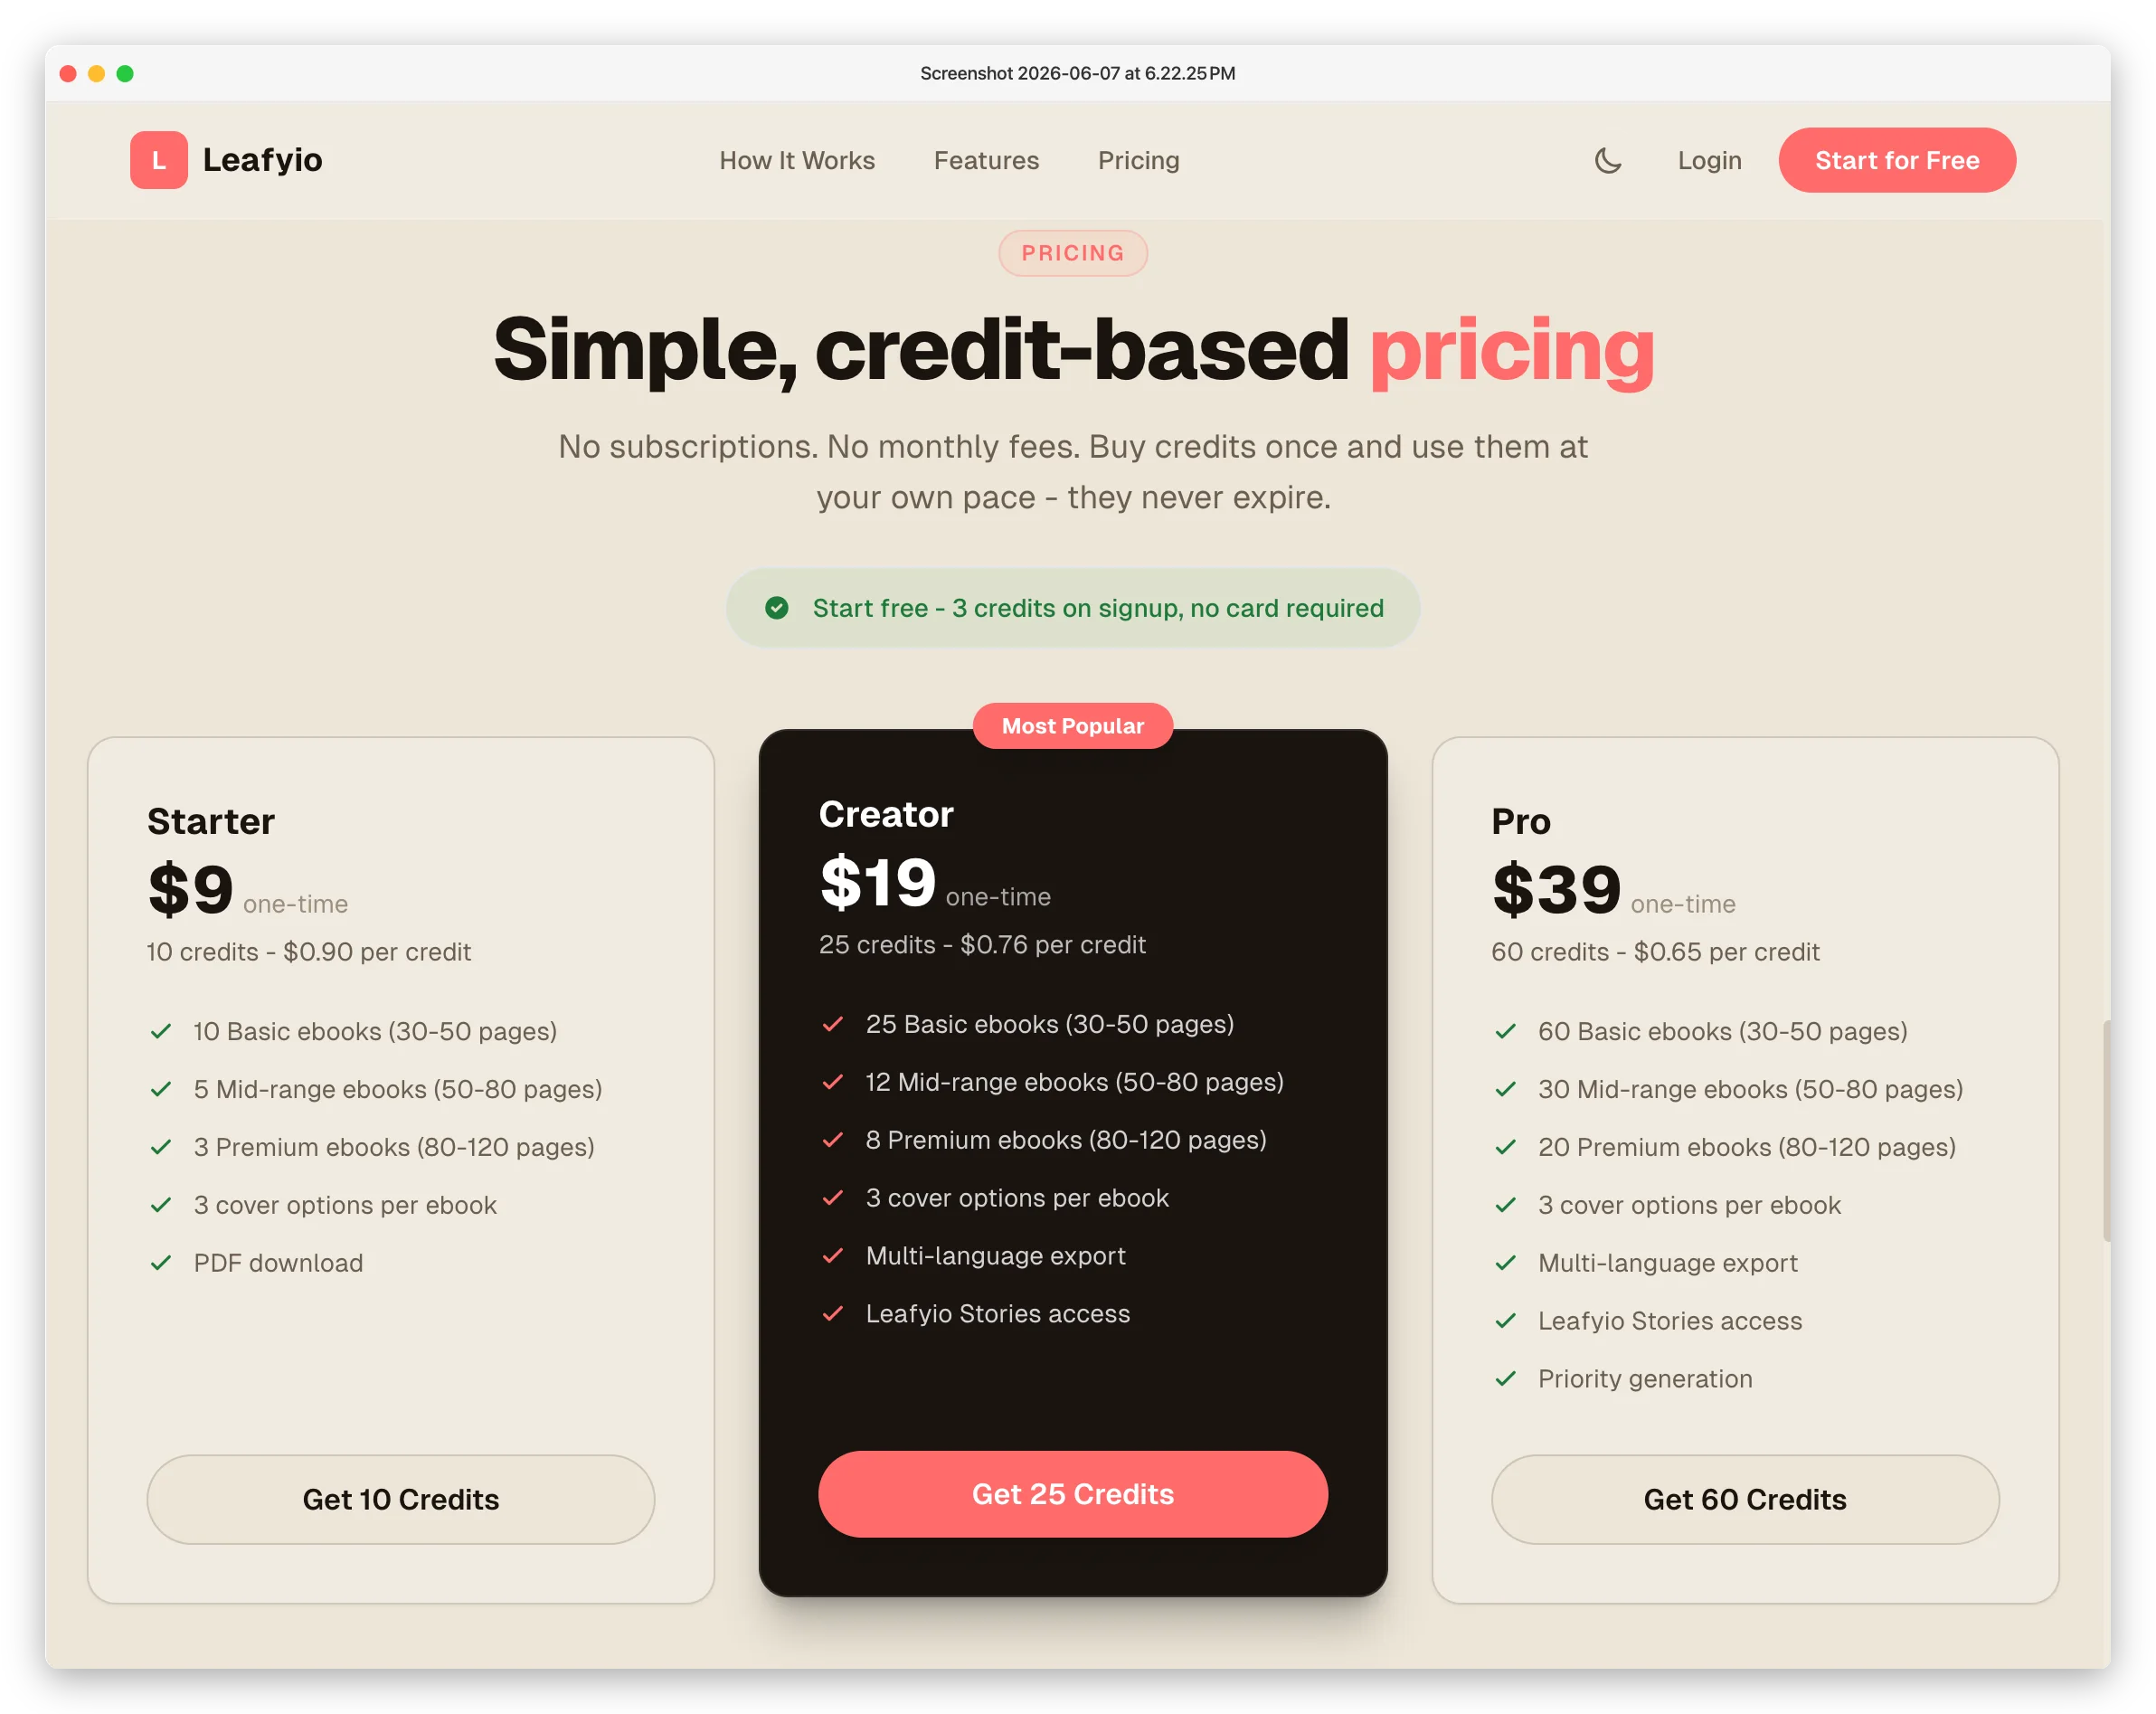 Screenshot 2026-06-07 at 6.22.25 PM
L
Leafyio
How It Works
Features
Pricing
Login
Start for Free
PRICING
Simple, credit-based pricing
No subscriptions. No monthly fees. Buy credits once and use them at
your own pace - they never expire.
Start free - 3 credits on signup, no card required
Starter
$9 one-time
10 credits - $0.90 per credit
10 Basic ebooks (30-50 pages)
5 Mid-range ebooks (50-80 pages)
3 Premium ebooks (80-120 pages)
3 cover options per ebook
PDF download
Get 10 Credits
Most Popular
Creator
$19 one-time
25 credits - $0.76 per credit
25 Basic ebooks (30-50 pages)
12 Mid-range ebooks (50-80 pages)
8 Premium ebooks (80-120 pages)
3 cover options per ebook
Multi-language export
Leafyio Stories access
Get 25 Credits
Pro
$39 one-time
60 credits - $0.65 per credit
60 Basic ebooks (30-50 pages)
30 Mid-range ebooks (50-80 pages)
20 Premium ebooks (80-120 pages)
3 cover options per ebook
Multi-language export
Leafyio Stories access
Priority generation
Get 60 Credits